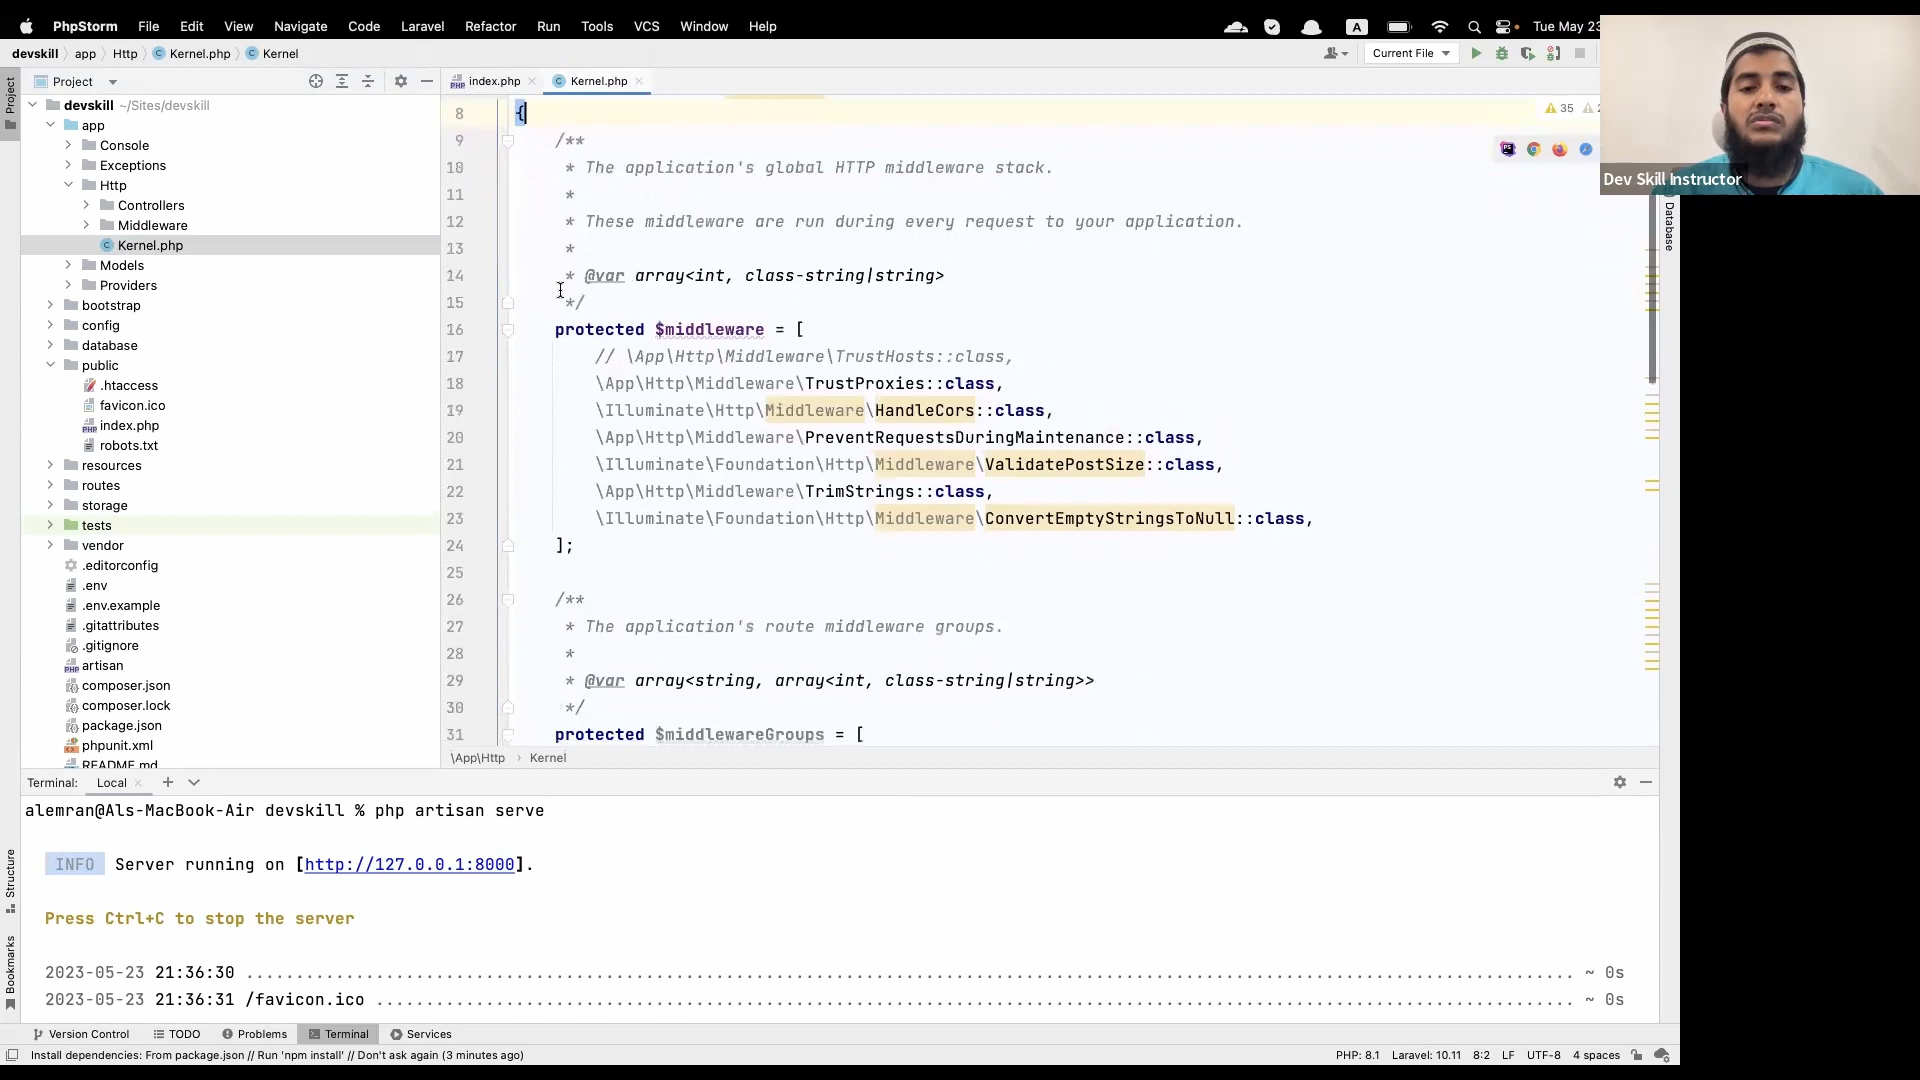 PhpStorm File Edit View Navigate Code Laravel Refactor Run Tools VCS Window Help A Tue May 23
devskill app Http Kernel.php Kernel Current File
Project
Project
index.php Kernel.php
devskill ~/Sites/devskill
app
Console
Exceptions
Http
Controllers
Middleware
Kernel.php
Models
Providers
bootstrap
config
database
public
.htaccess
favicon.ico
index.php
robots.txt
resources
routes
storage
tests
vendor
.editorconfig
.env
.env.example
.gitattributes
.gitignore
artisan
composer.json
composer.lock
package.json
phpunit.xml
README.md
8 {
9 /**
10 * The application's global HTTP middleware stack.
11 *
12 * These middleware are run during every request to your application.
13 *
14 * @var array<int, class-string|string>
15 */
16 protected $middleware = [
17 // \App\Http\Middleware\TrustHosts::class,
18 \App\Http\Middleware\TrustProxies::class,
19 \Illuminate\Http\Middleware\HandleCors::class,
20 \App\Http\Middleware\PreventRequestsDuringMaintenance::class,
21 \Illuminate\Foundation\Http\Middleware\ValidatePostSize::class,
22 \App\Http\Middleware\TrimStrings::class,
23 \Illuminate\Foundation\Http\Middleware\ConvertEmptyStringsToNull::class,
24 ];
25
26 /**
27 * The application's route middleware groups.
28 *
29 * @var array<string, array<int, class-string|string>>
30 */
31 protected $middlewareGroups = [
35
Dev Skill Instructor
Database
\App\Http › Kernel
Terminal: Local
alemran@Als-MacBook-Air devskill % php artisan serve
INFO Server running on [http://127.0.0.1:8000].
Press Ctrl+C to stop the server
2023-05-23 21:36:30 ........................................ ~ 0s
2023-05-23 21:36:31 /favicon.ico ........................................ ~ 0s
Structure
Bookmarks
Version Control TODO Problems Terminal Services
Install dependencies: From package.json // Run 'npm install' // Don't ask again (3 minutes ago) PHP: 8.1 Laravel: 10.11 8:2 LF UTF-8 4 spaces